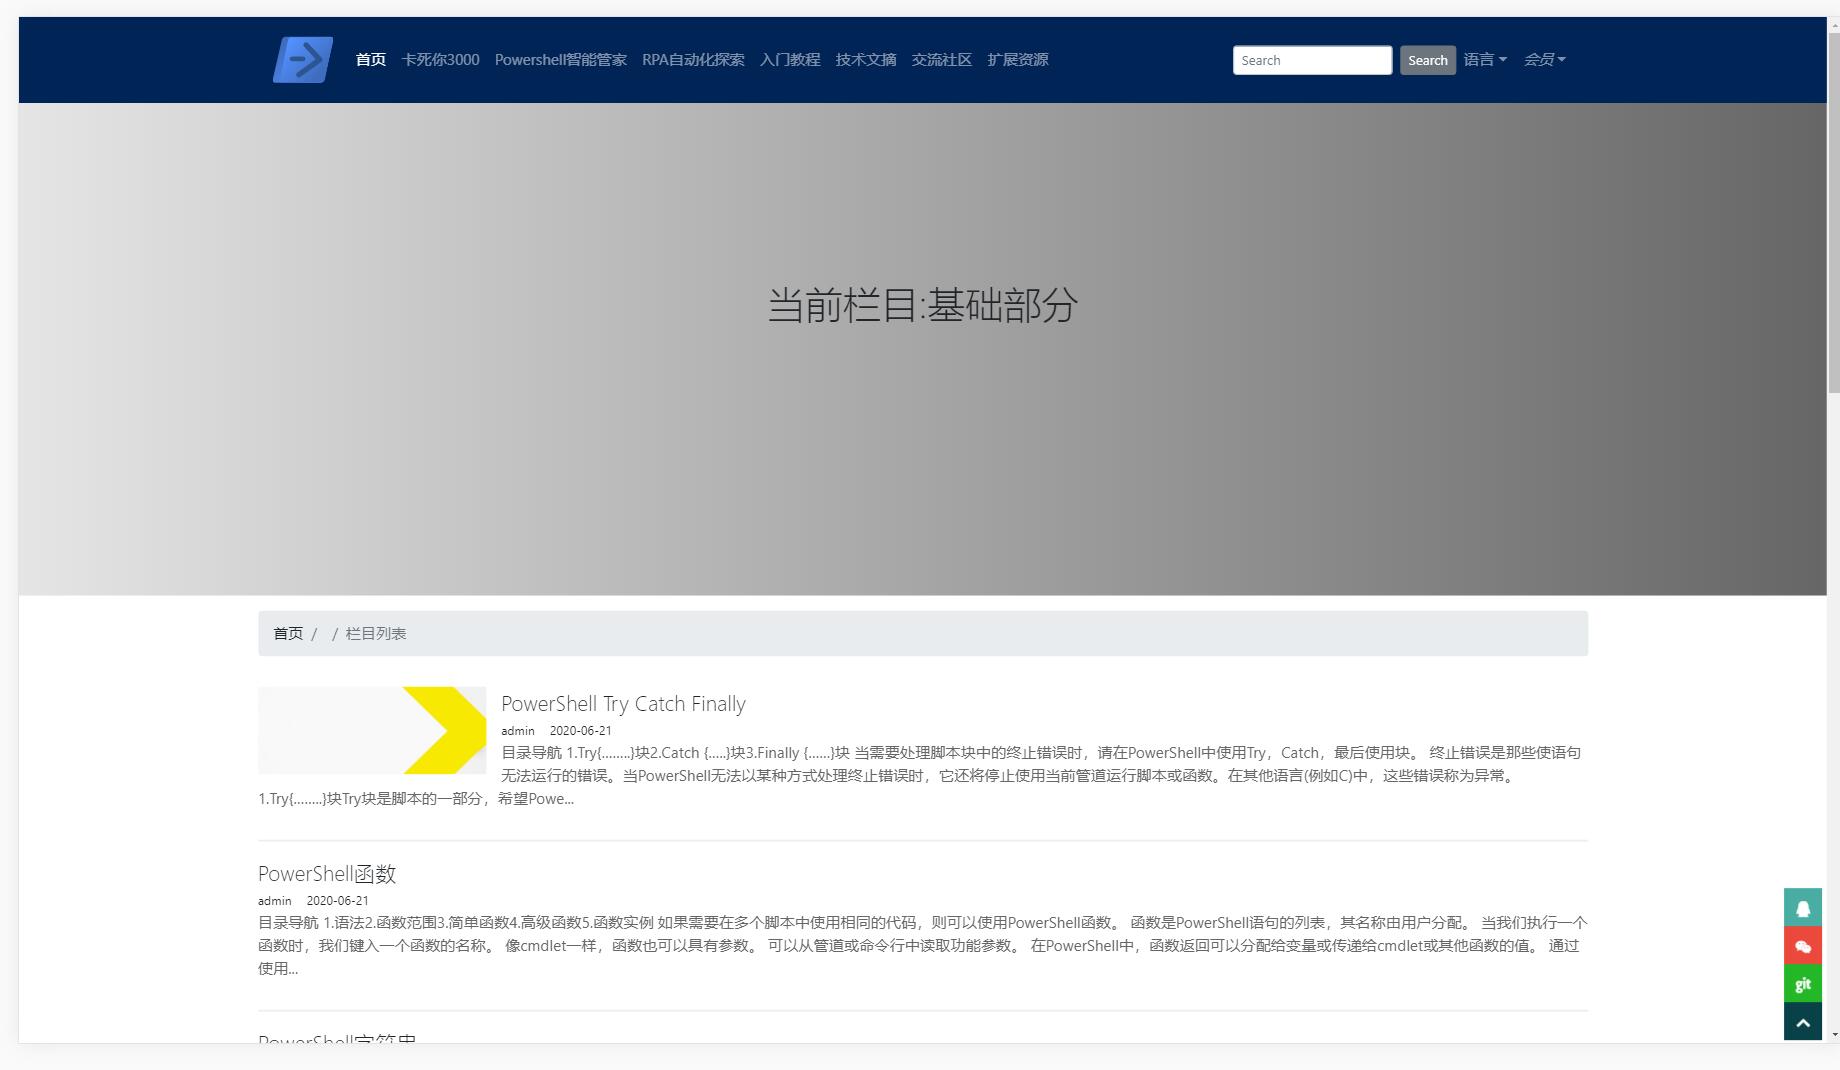 首页 卡死你3000 Powershell智能管家 RPA自动化探索 入门教程 技术文摘 交流社区 扩展资源 Search Search 语言 会员
当前栏目:基础部分
首页 / / 栏目列表
PowerShell Try Catch Finally
admin 2020-06-21
目录导航 1.Try{........}块2.Catch {.....}块3.Finally {......}块 当需要处理脚本块中的终止错误时，请在PowerShell中使用Try，Catch，最后使用块。 终止错误是那些使语句
无法运行的错误。当PowerShell无法以某种方式处理终止错误时，它还将停止使用当前管道运行脚本或函数。在其他语言(例如C)中，这些错误称为异常。
1.Try{........}块Try块是脚本的一部分，希望Powe...
PowerShell函数
admin 2020-06-21
目录导航 1.语法2.函数范围3.简单函数4.高级函数5.函数实例 如果需要在多个脚本中使用相同的代码，则可以使用PowerShell函数。 函数是PowerShell语句的列表，其名称由用户分配。 当我们执行一个
函数时，我们键入一个函数的名称。 像cmdlet一样，函数也可以具有参数。 可以从管道或命令行中读取功能参数。 在PowerShell中，函数返回可以分配给变量或传递给cmdlet或其他函数的值。 通过
使用...
git
PowerShell字符串